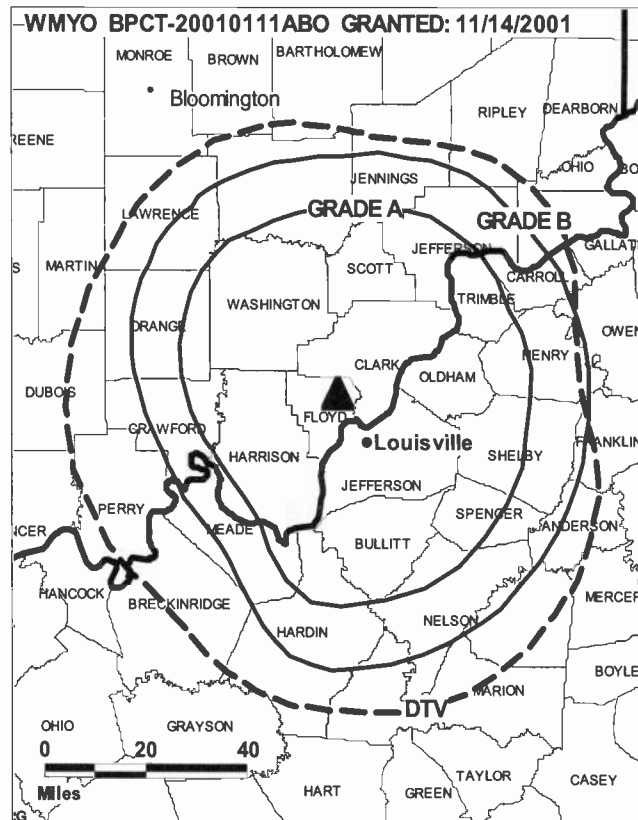 WMYO BPCT-20010111ABO GRANTED: 11/14/2001
MONROE
BROWN
BARTHOLOMEW
Bloomington
RIPLEY
DEARBORN
REENE
OHIO
BO
JENNINGS
LAWRENCE
GRADE A
GRADE B
JEFFERSON
GALLAT
S
MARTIN
SCOTT
CARROLL
WASHINGTON
TRIMBLE
ORANGE
OWEN
CLARK
HENRY
OLDHAM
DUBOIS
FLOYD
CRAWFORD
Louisville
FRANKLIN
HARRISON
SHELBY
JEFFERSON
PERRY
SPENCER
MEADE
ANDERSON
NCER
BULLITT
HANCOCK
BRECKINRIDGE
MERCER
NELSON
HARDIN
BOYLE
MARION
DTV
OHIO
GRAYSON
0 20 40
Miles
HART
TAYLOR
GREEN
CASEY
RG